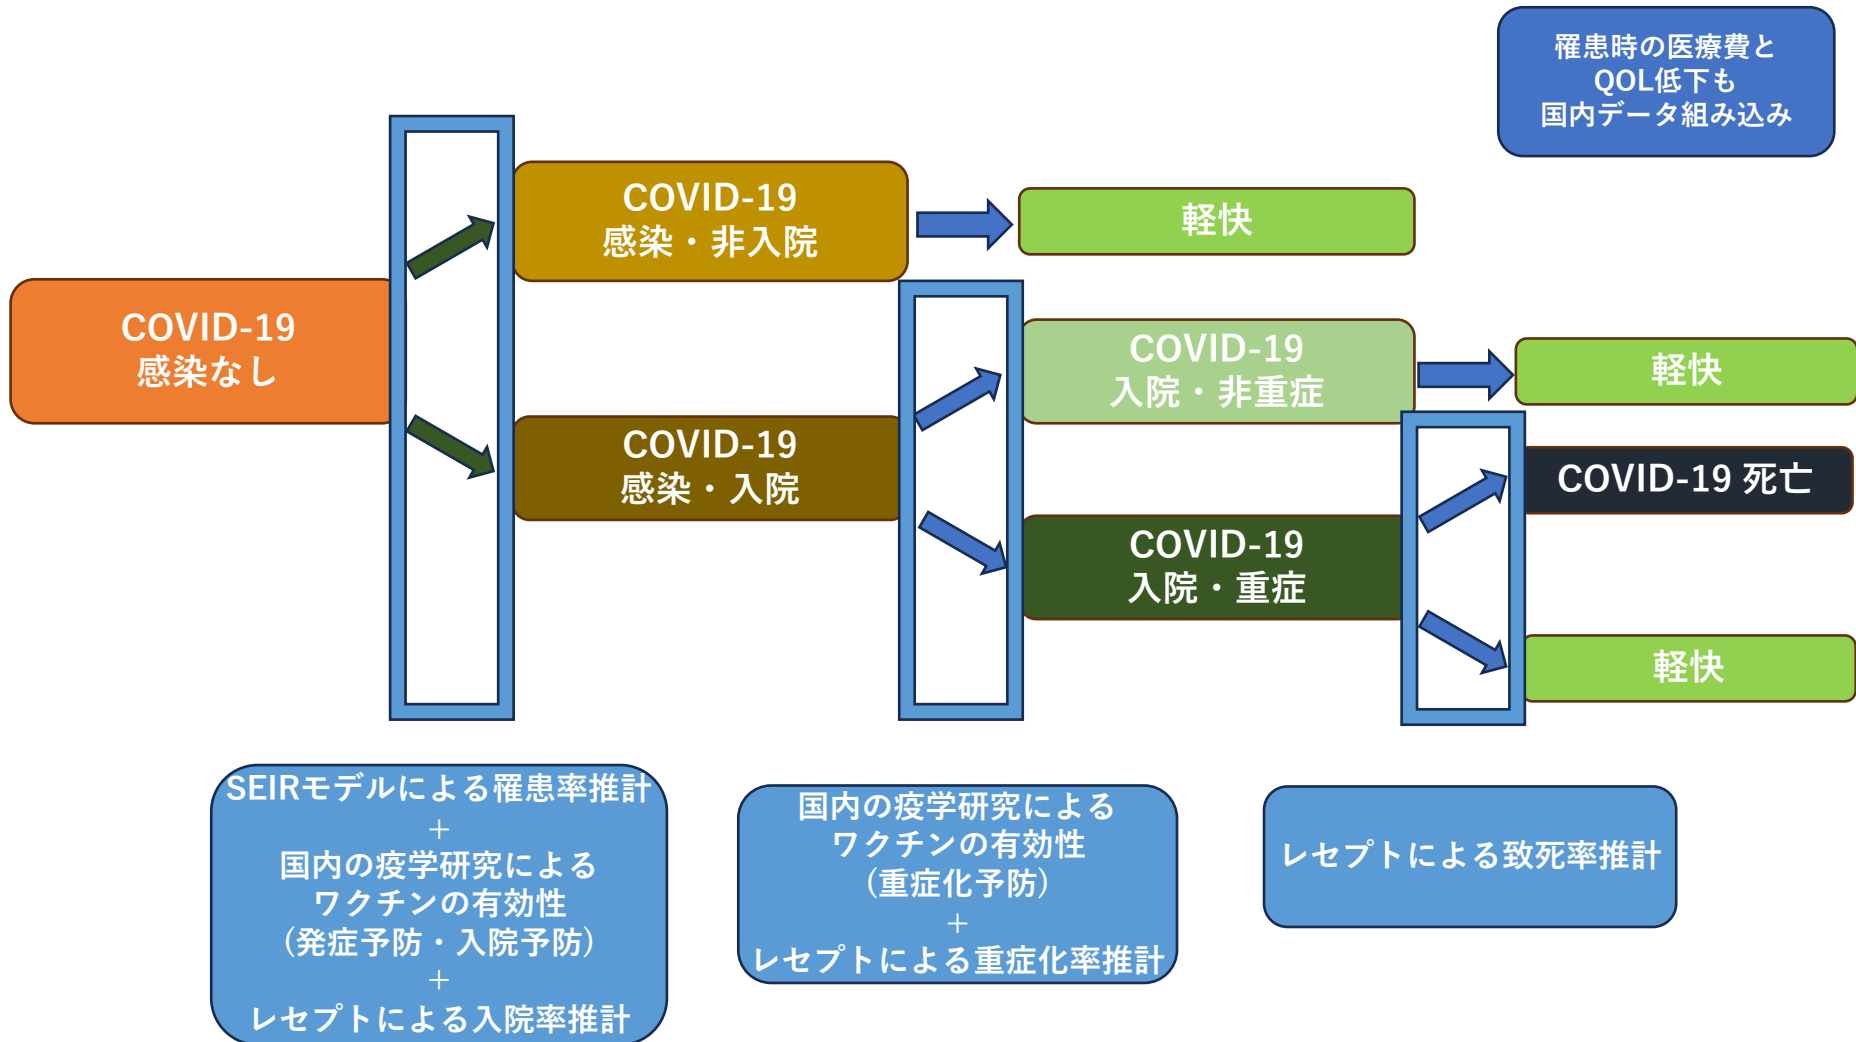 罹患時の医療費と
QOL低下も
国内データ組み込み
COVID-19
感染・非入院
軽快
COVID-19
感染なし
COVID-19
入院・非重症
軽快
COVID-19
感染・入院
COVID-19 死亡
COVID-19
入院・重症
軽快
SEIRモデルによる罹患率推計
+
国内の疫学研究による
ワクチンの有効性
(発症予防・入院予防)
+
レセプトによる入院率推計
国内の疫学研究による
ワクチンの有効性
(重症化予防)
+
レセプトによる重症化率推計
レセプトによる致死率推計